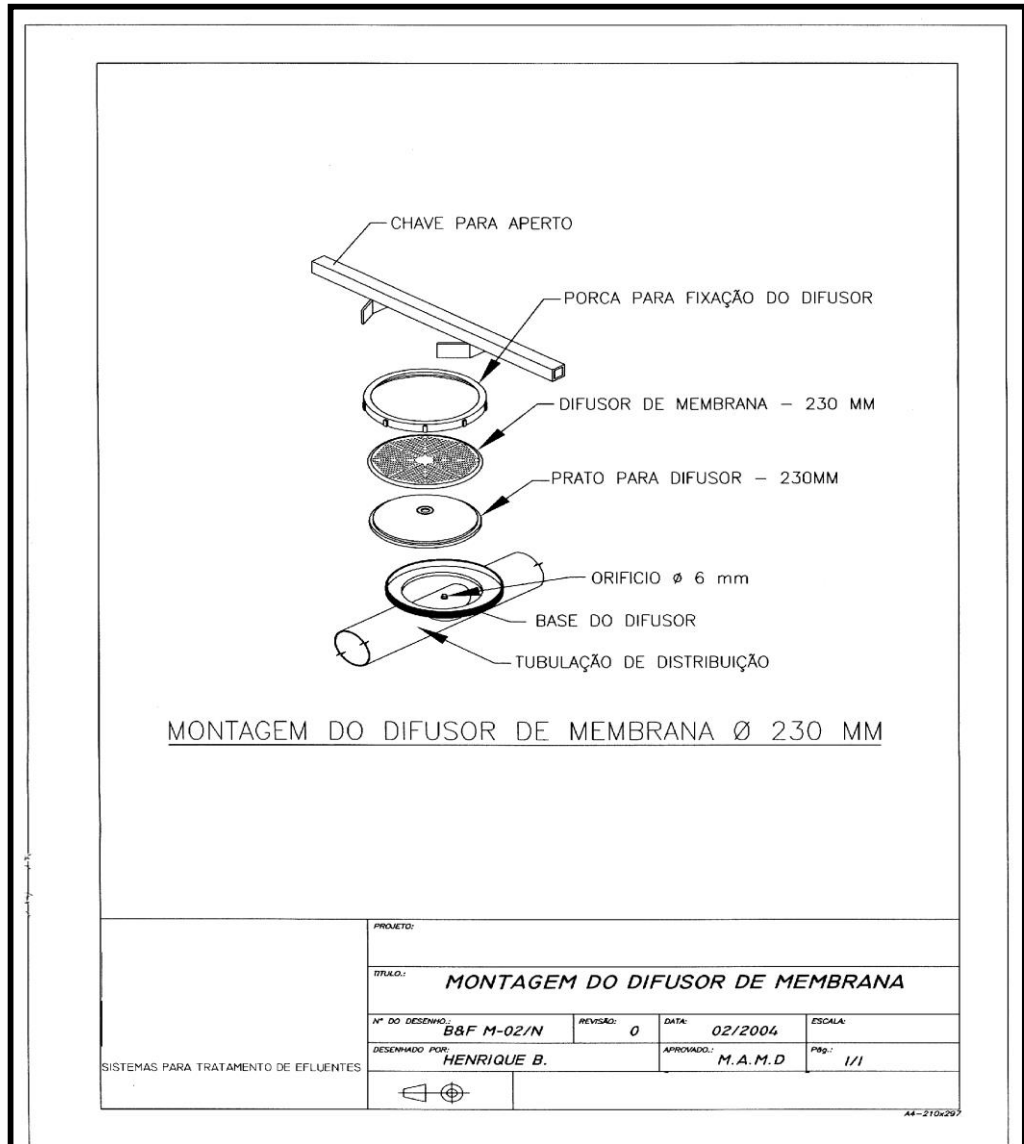 CHAVE PARA APERTO
PORCA PARA FIXAÇÃO DO DIFUSOR
DIFUSOR DE MEMBRANA – 230 MM
PRATO PARA DIFUSOR – 230MM
ORIFICIO ø 6 mm
BASE DO DIFUSOR
TUBULAÇÃO DE DISTRIBUIÇÃO
MONTAGEM DO DIFUSOR DE MEMBRANA Ø 230 MM
PROJETO:
TITULO.: MONTAGEM DO DIFUSOR DE MEMBRANA
Nº DO DESENHO.: B&F M-02/N REVISÃO: 0 DATA: 02/2004 ESCALA:
DESENHADO POR: HENRIQUE B. APROVADO.: M.A.M.D Pág.: 1/1
SISTEMAS PARA TRATAMENTO DE EFLUENTES
A4-210x297